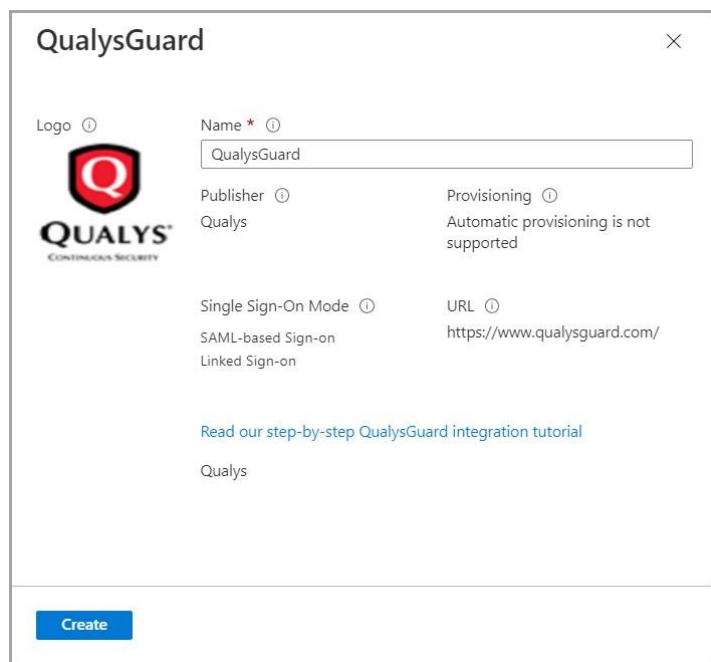 QualysGuard
Logo
Q
QUALYS®
CONTINUOUS SECURITY
Name *
QualysGuard
Publisher
Qualys
Provisioning
Automatic provisioning is not
supported
Single Sign-On Mode
SAML-based Sign-on
Linked Sign-on
URL
https://www.qualysguard.com/
Read our step-by-step QualysGuard integration tutorial
Qualys
Create